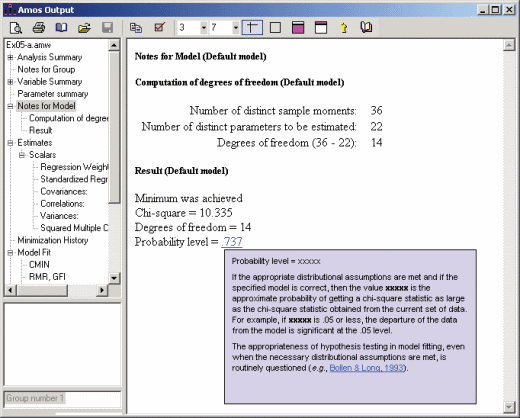 Amos Output
3
7
Ex05-a.amw
Analysis Summary
Notes for Group
Variable Summary
Parameter summary
Notes for Model
Computation of degree
Result
Estimates
Scalars
Regression Weight
Standardized Regr
Covariances:
Correlations:
Variances:
Squared Multiple C
Minimization History
Model Fit
CMIN
RMR, GFI
Group number 1
Notes for Model (Default model)
Computation of degrees of freedom (Default model)
Number of distinct sample moments: 36
Number of distinct parameters to be estimated: 22
Degrees of freedom (36 - 22): 14
Result (Default model)
Minimum was achieved
Chi-square = 10.335
Degrees of freedom = 14
Probability level = .737
Probability level = xxxxx
If the appropriate distributional assumptions are met and if the
specified model is correct, then the value xxxxx is the
approximate probability of getting a chi-square statistic as large
as the chi-square statistic obtained from the current set of data.
For example, if xxxxx is .05 or less, the departure of the data
from the model is significant at the .05 level.
The appropriateness of hypothesis testing in model fitting, even
when the necessary distributional assumptions are met, is
routinely questioned (e.g., Bollen & Long, 1993).